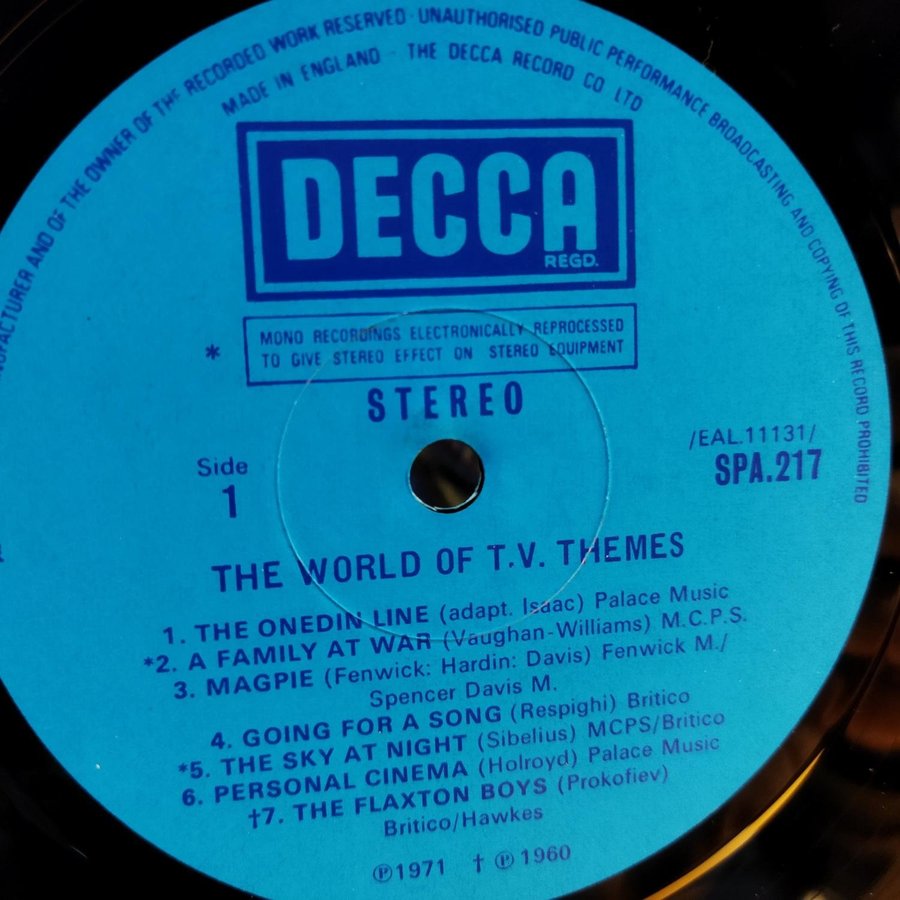 NUFACTURER AND OF THE OWNER OF THE RECORDED WORK RESERVED · UNAUTHORISED PUBLIC PERFORMANCE BROADCASTING AND COPYING OF THIS RECORD PROHIBITED
MADE IN ENGLAND · THE DECCA RECORD CO LTD
DECCA
REGD.
* MONO RECORDINGS ELECTRONICALLY REPROCESSED
TO GIVE STEREO EFFECT ON STEREO EQUIPMENT
STEREO
Side
1
/EAL.11131/
SPA.217
THE WORLD OF T.V. THEMES
1. THE ONEDIN LINE (adapt. Isaac) Palace Music
*2. A FAMILY AT WAR (Vaughan-Williams) M.C.P.S.
3. MAGPIE (Fenwick: Hardin: Davis) Fenwick M./
Spencer Davis M.
4. GOING FOR A SONG (Respighi) Britico
*5. THE SKY AT NIGHT (Sibelius) MCPS/Britico
6. PERSONAL CINEMA (Holroyd) Palace Music
†7. THE FLAXTON BOYS (Prokofiev)
Britico/Hawkes
℗1971 † ℗ 1960